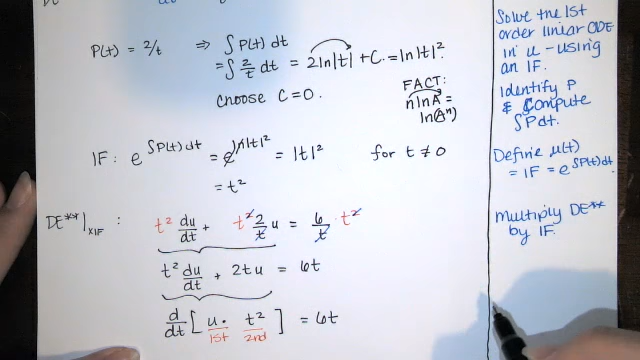 P(t) = 2/t ⇒ ∫ P(t) dt
= ∫ 2/t dt = 2 ln|t| + C = ln|t|².
choose C = 0.
FACT:
n ln A =
ln(Aⁿ)
IF: e^∫P(t)dt = e^ln|t|² = |t|² for t ≠ 0
= t²
DE**|xIF : t² du/dt + t² 2/t u = 6/t · t²
t² du/dt + 2tu = 6t
d/dt [ u · t² ] = 6t
1st 2nd
Solve the 1st
order linear ODE
in u - using
an IF.
Identify P
& Compute
∫Pdt.
Define μ(t)
= IF = e^∫P(t)dt
Multiply DE**
by IF.